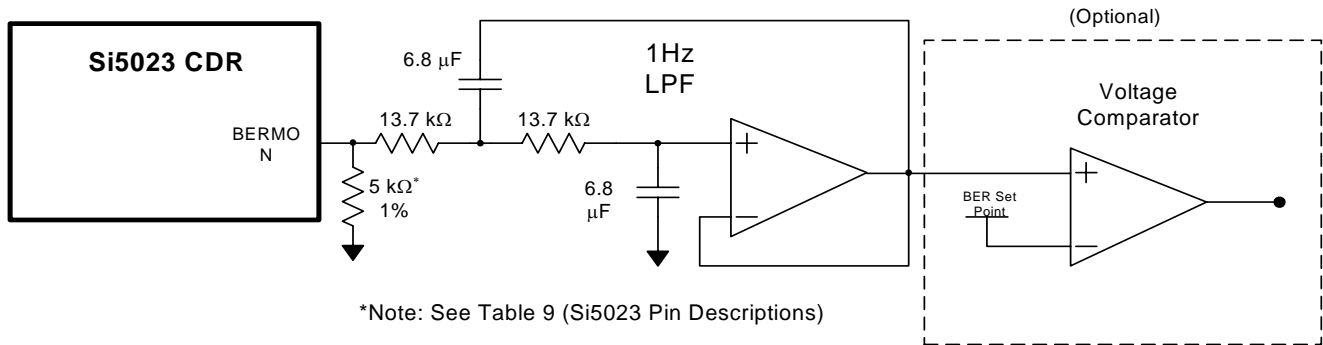 (Optional)
Si5023 CDR
6.8 µF
1Hz
LPF
Voltage
Comparator
13.7 kΩ
13.7 kΩ
BERMO
N
+
+
5 kΩ*
1%
6.8
µF
BER Set
Point
−
−
*Note: See Table 9 (Si5023 Pin Descriptions)